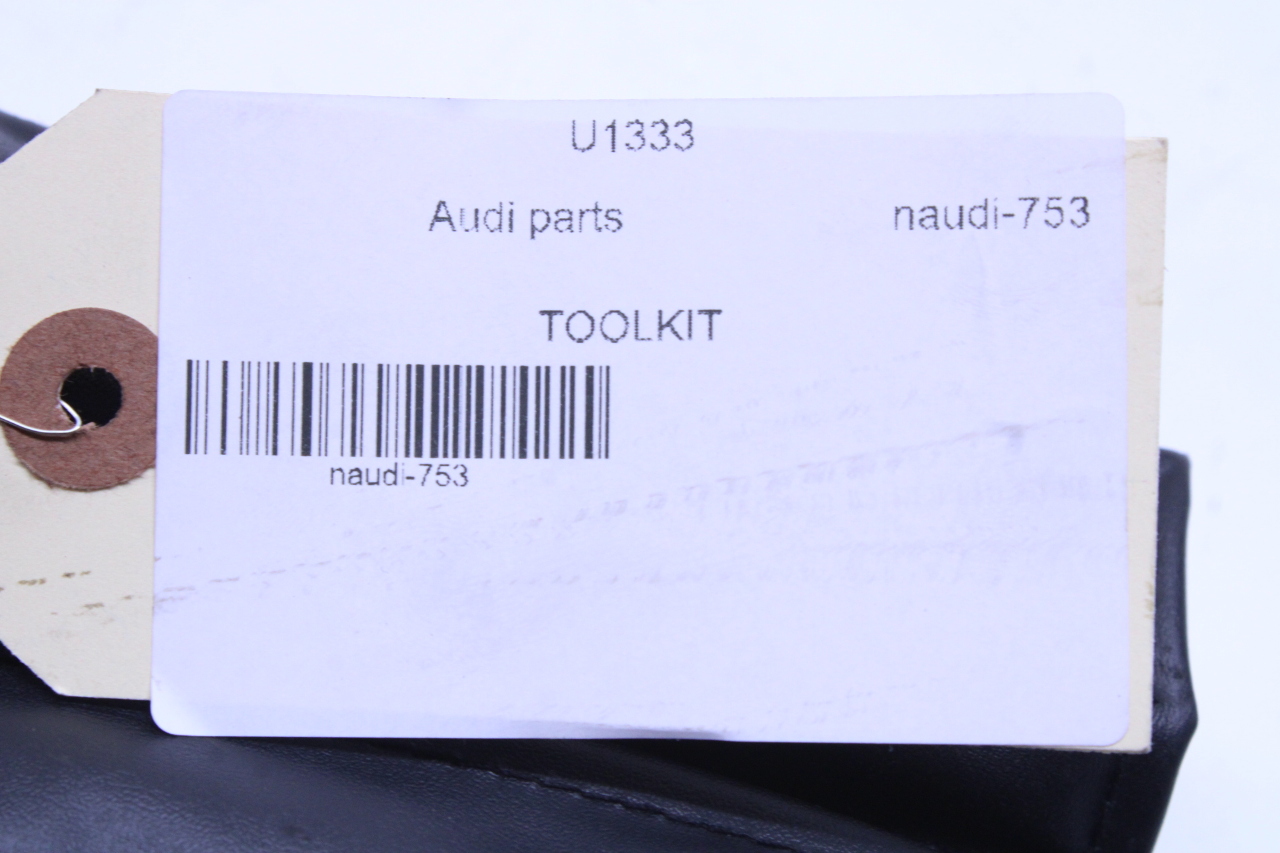 U1333
Audi parts naudi-753
TOOLKIT
naudi-753